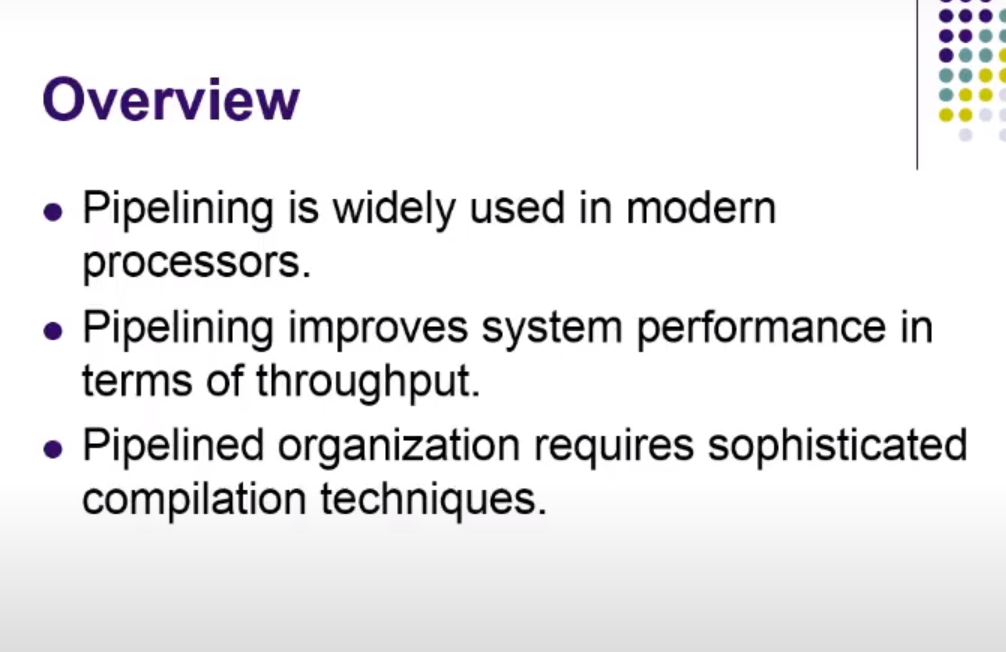 Overview
• Pipelining is widely used in modern
processors.
• Pipelining improves system performance in
terms of throughput.
• Pipelined organization requires sophisticated
compilation techniques.